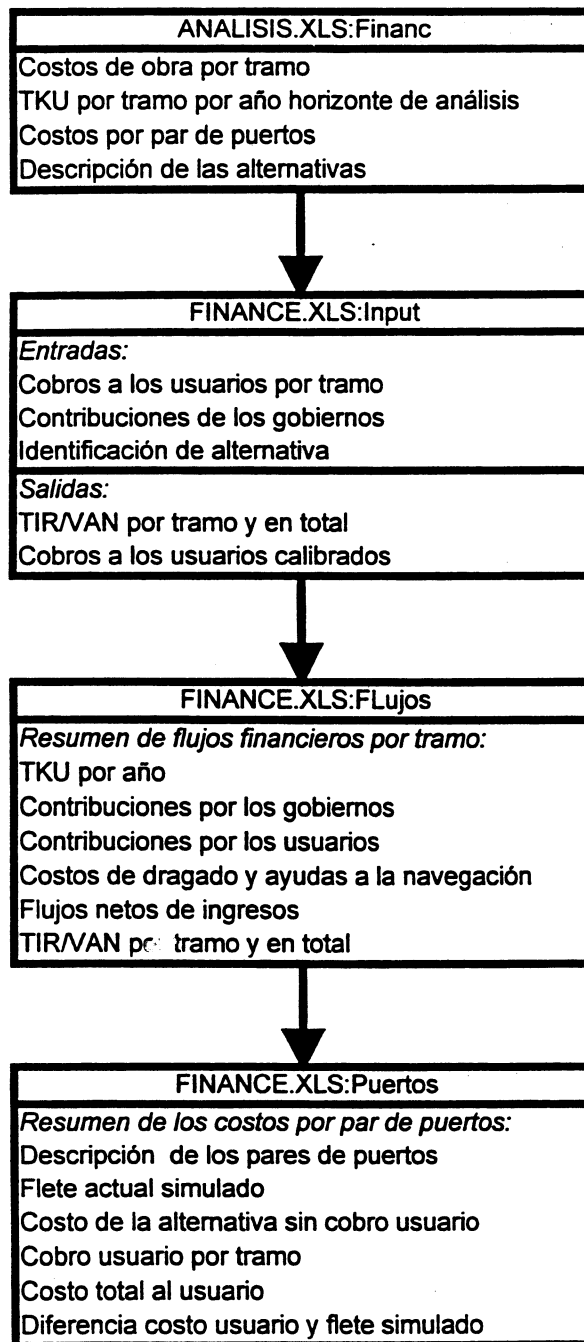 ANALISIS.XLS:Financ
Costos de obra por tramo
TKU por tramo por año horizonte de análisis
Costos por par de puertos
Descripción de las alternativas
FINANCE.XLS:Input
Entradas:
Cobros a los usuarios por tramo
Contribuciones de los gobiernos
Identificación de alternativa
Salidas:
TIR/VAN por tramo y en total
Cobros a los usuarios calibrados
FINANCE.XLS:FLujos
Resumen de flujos financieros por tramo:
TKU por año
Contribuciones por los gobiernos
Contribuciones por los usuarios
Costos de dragado y ayudas a la navegación
Flujos netos de ingresos
TIR/VAN por tramo y en total
FINANCE.XLS:Puertos
Resumen de los costos por par de puertos:
Descripción de los pares de puertos
Flete actual simulado
Costo de la alternativa sin cobro usuario
Cobro usuario por tramo
Costo total al usuario
Diferencia costo usuario y flete simulado